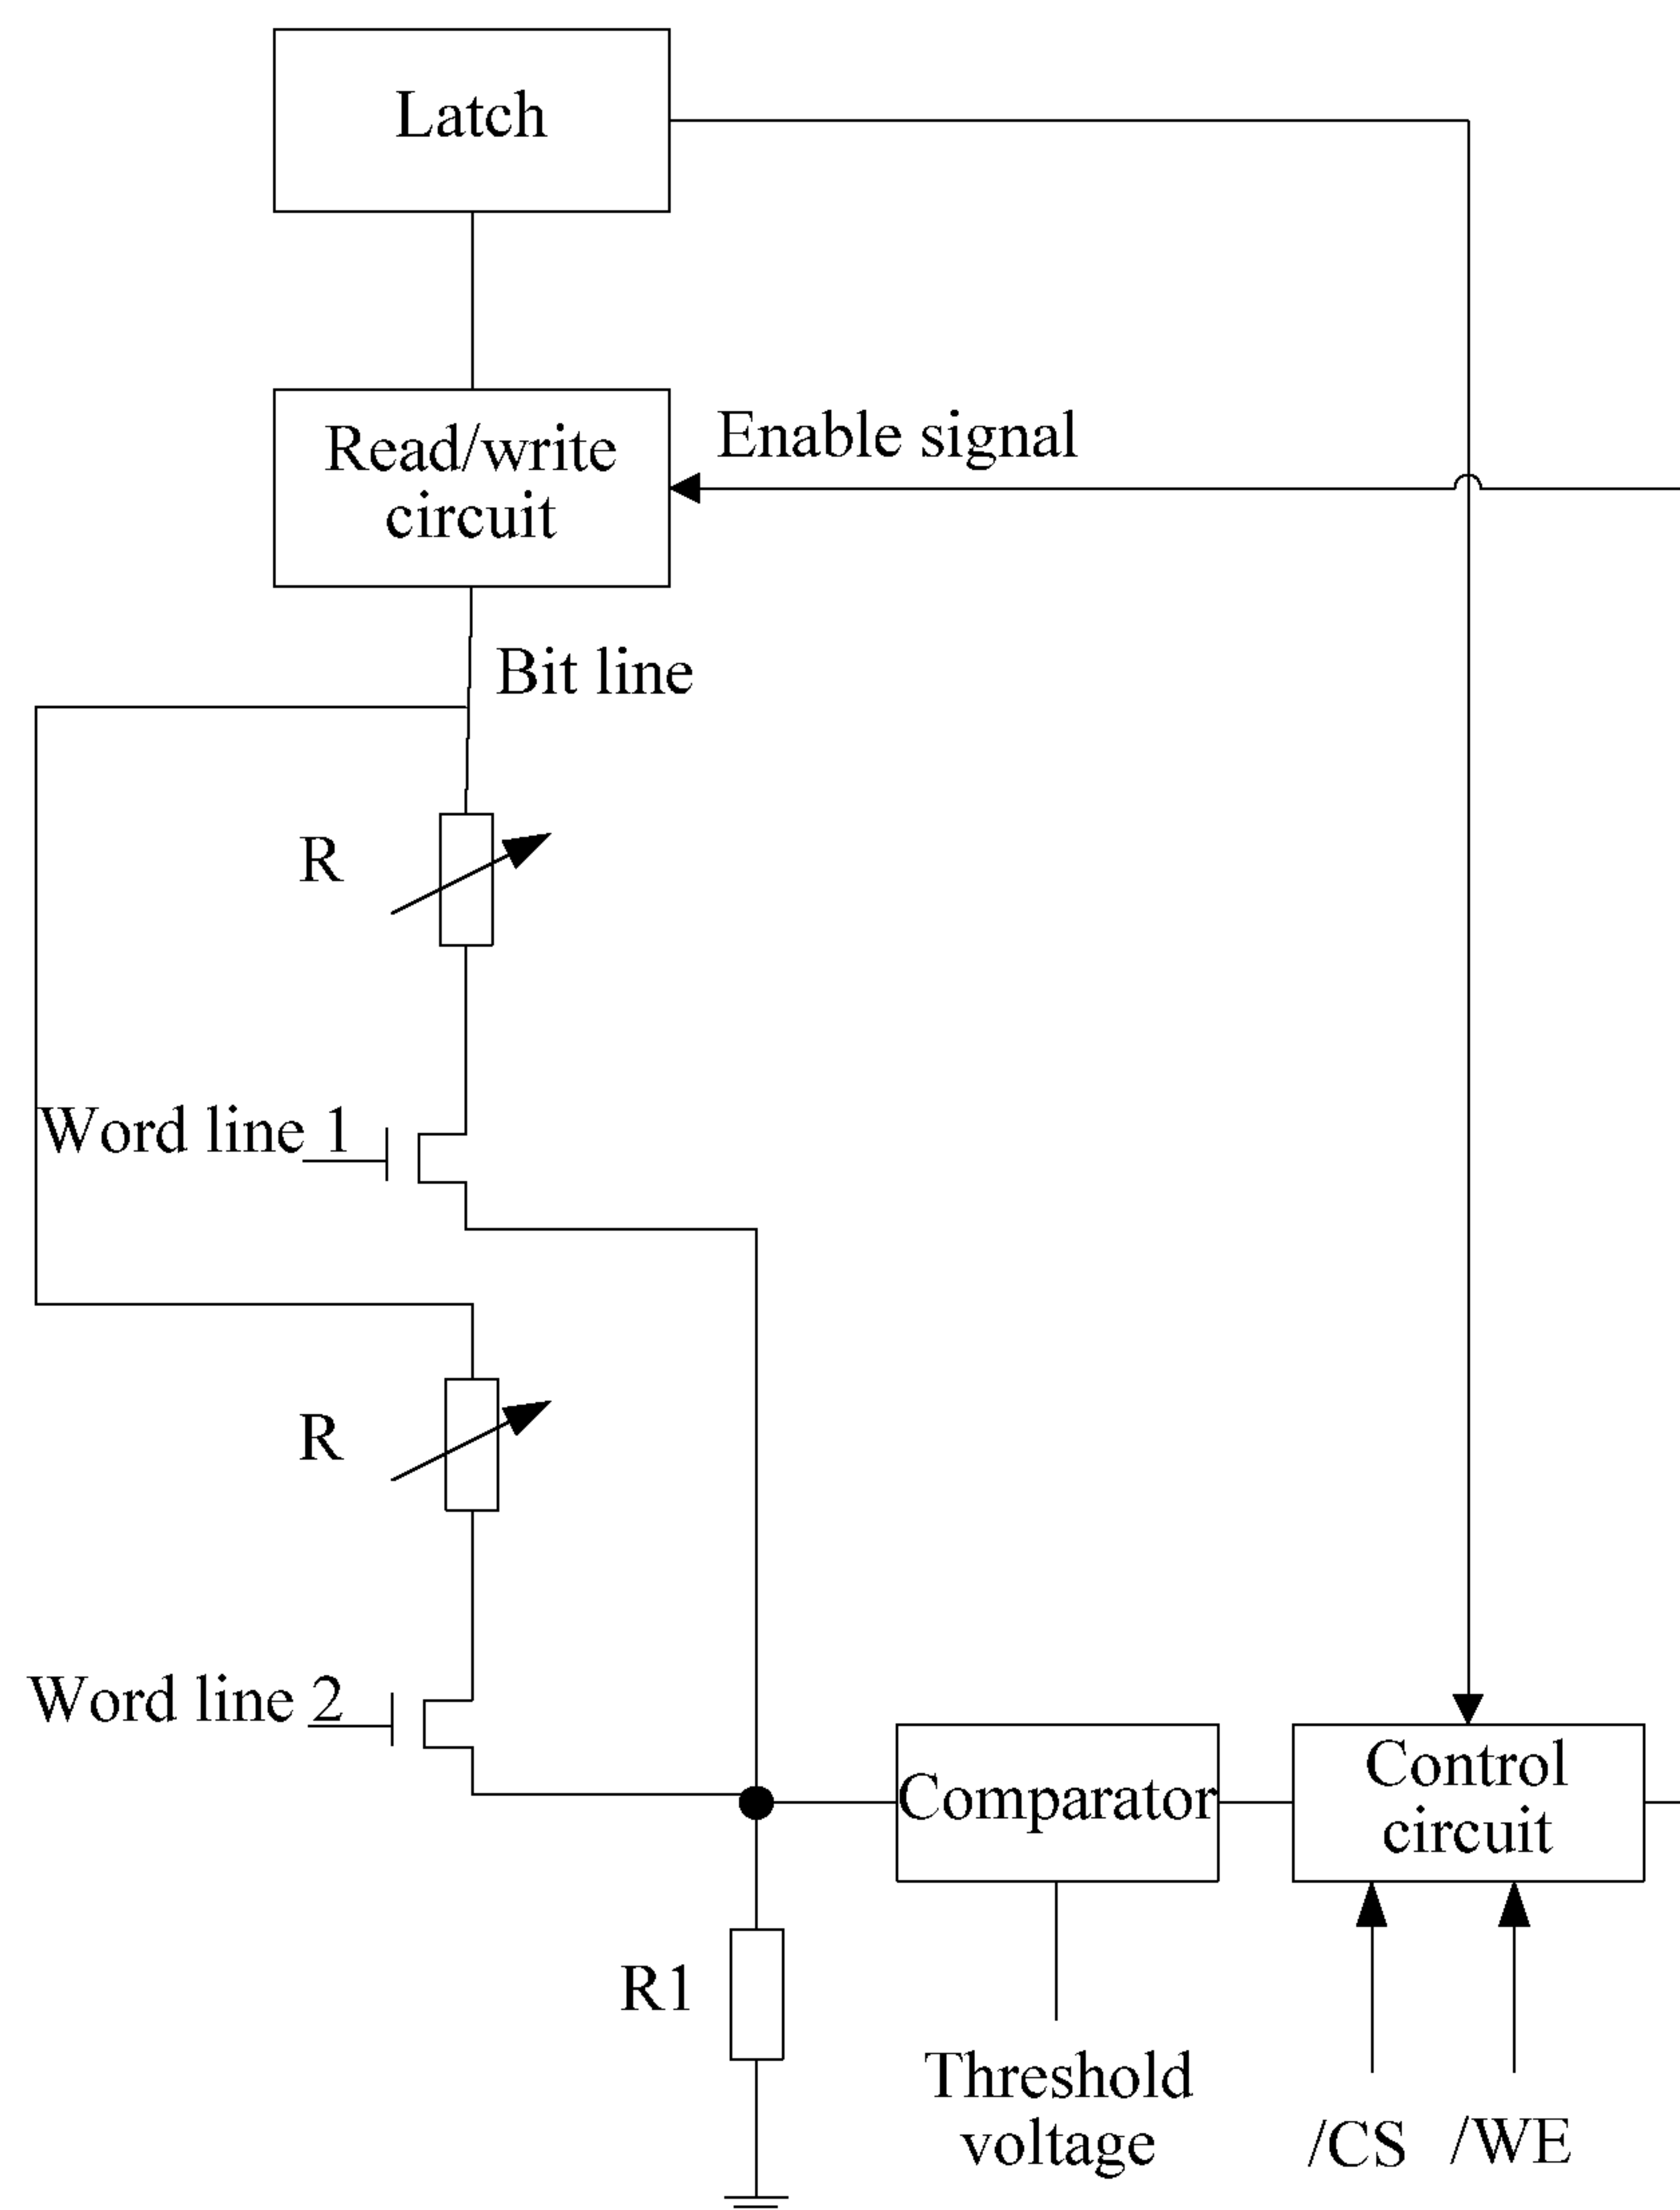 Latch
Read/write
circuit
Enable signal
Bit line
R
Word line 1
R
Word line 2
Comparator
Control
circuit
R1
Threshold
voltage
/CS
/WE